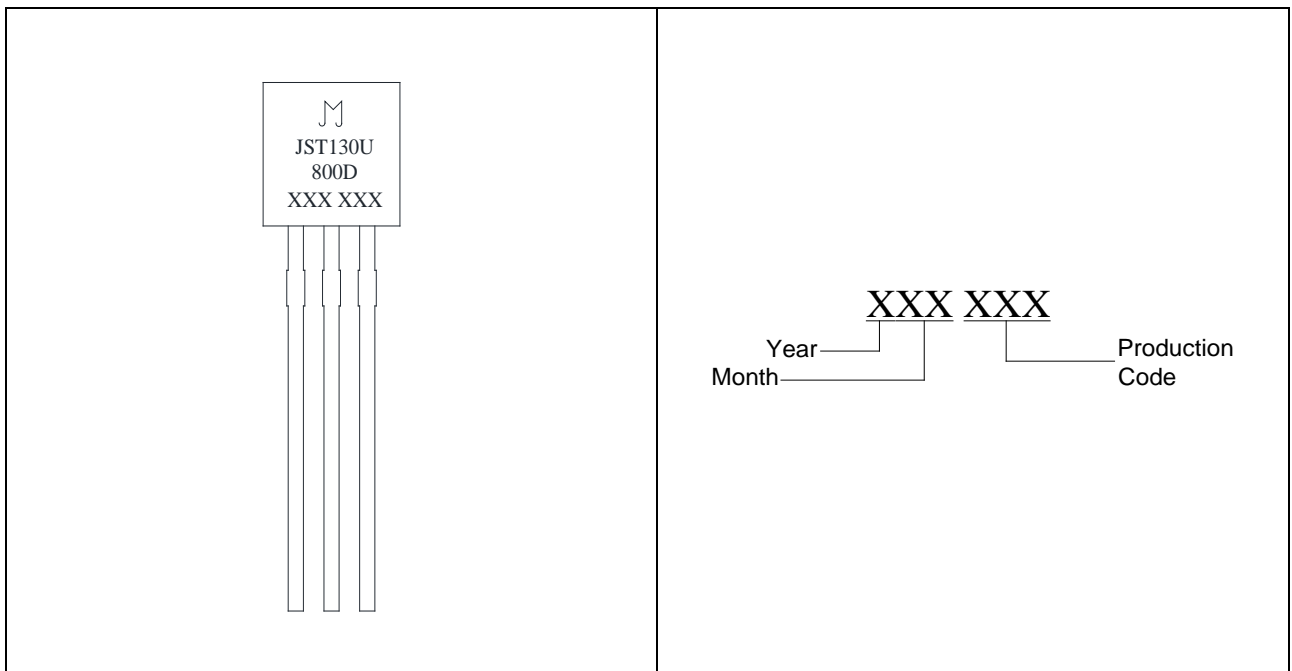 JST130U
800D
XXX XXX
XXX XXX
Year
Month
Production
Code